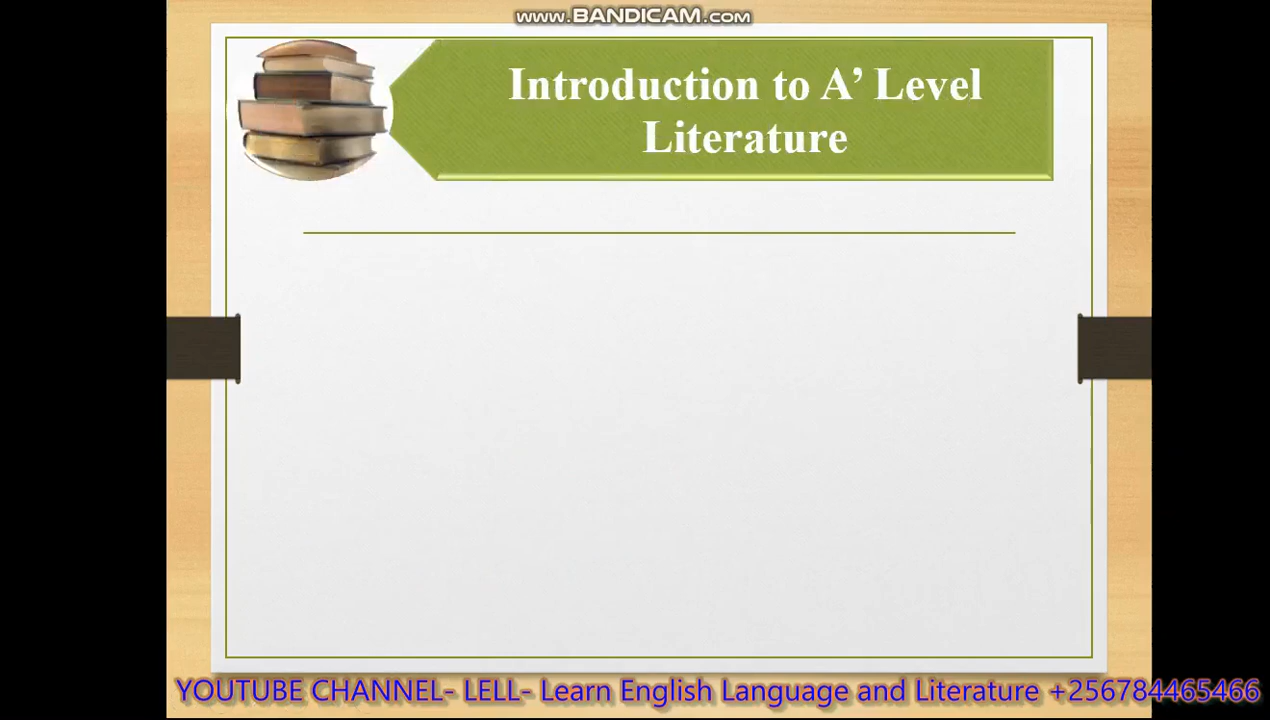 www.BANDICAM.com
Introduction to A’ Level
Literature
YOUTUBE CHANNEL- LELL- Learn English Language and Literature +256784465466